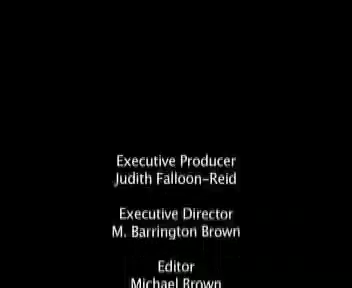 Executive Producer
Judith Falloon-Reid
Executive Director
M. Barrington Brown
Editor
Michael Brown